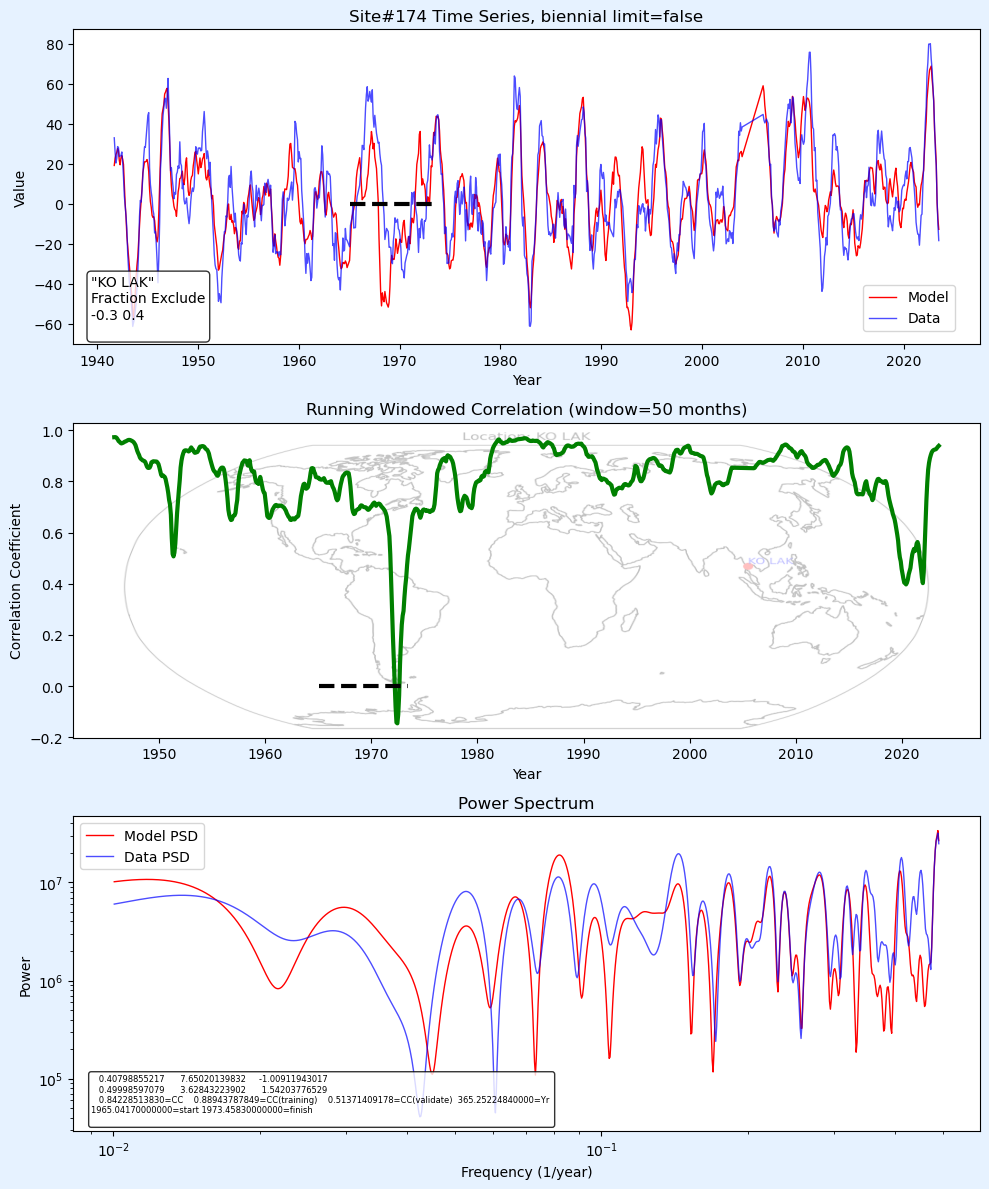 Site#174 Time Series, biennial limit=false
80
60
40
20
0
−20
−40
−60
Value
"KO LAK"
Fraction Exclude
-0.3 0.4
Model
Data
1940
1950
1960
1970
1980
1990
2000
2010
2020
Year
Running Windowed Correlation (window=50 months)
Location: KO LAK
KO LAK
1.0
0.8
0.6
0.4
0.2
0.0
−0.2
Correlation Coefficient
1950
1960
1970
1980
1990
2000
2010
2020
Year
Power Spectrum
Model PSD
Data PSD
10⁷
10⁶
10⁵
Power
0.40798855217 7.65020139832 -1.00911943017
0.49998597079 3.62843223902 1.54203776529
0.84228513830=CC 0.88943787849=CC(training) 0.51371409178=CC(validate) 365.25224840000=Yr
1965.04170000000=start 1973.45830000000=finish
10⁻²
10⁻¹
Frequency (1/year)